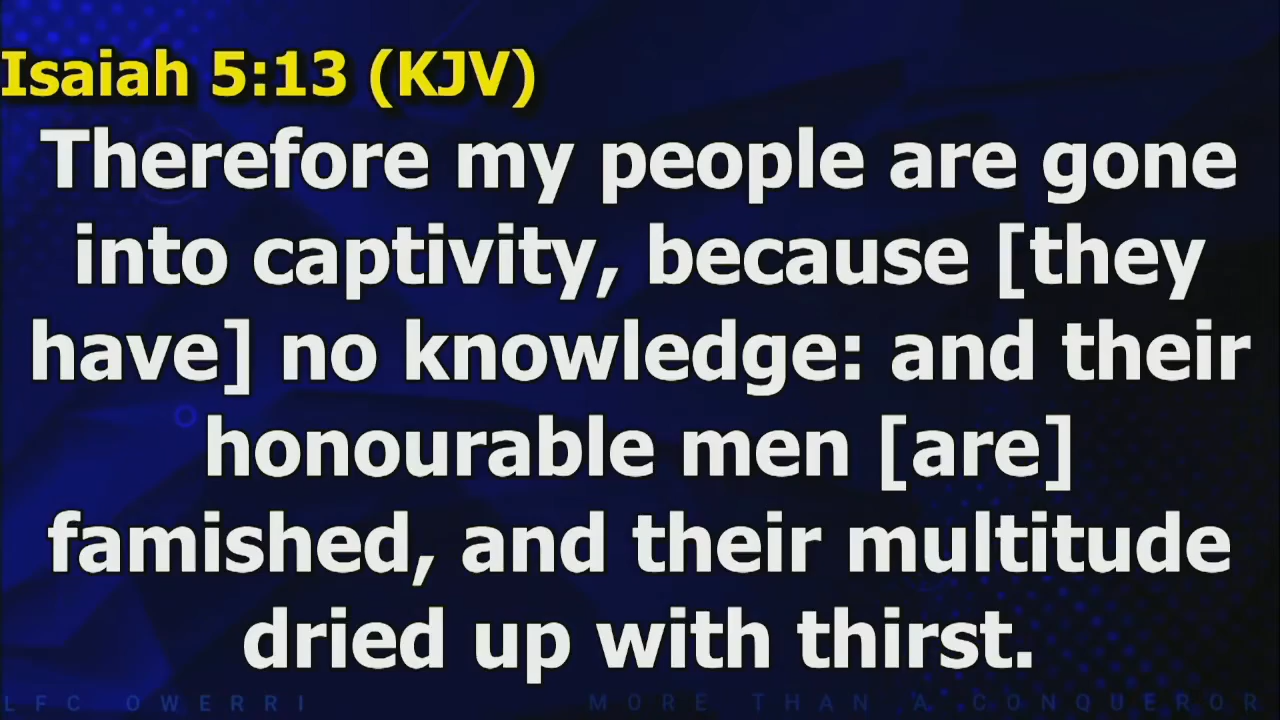 Isaiah 5:13 (KJV)
Therefore my people are gone
into captivity, because [they
have] no knowledge: and their
honourable men [are]
famished, and their multitude
dried up with thirst.
LFC OWERRI
MORE THAN A CONQUEROR